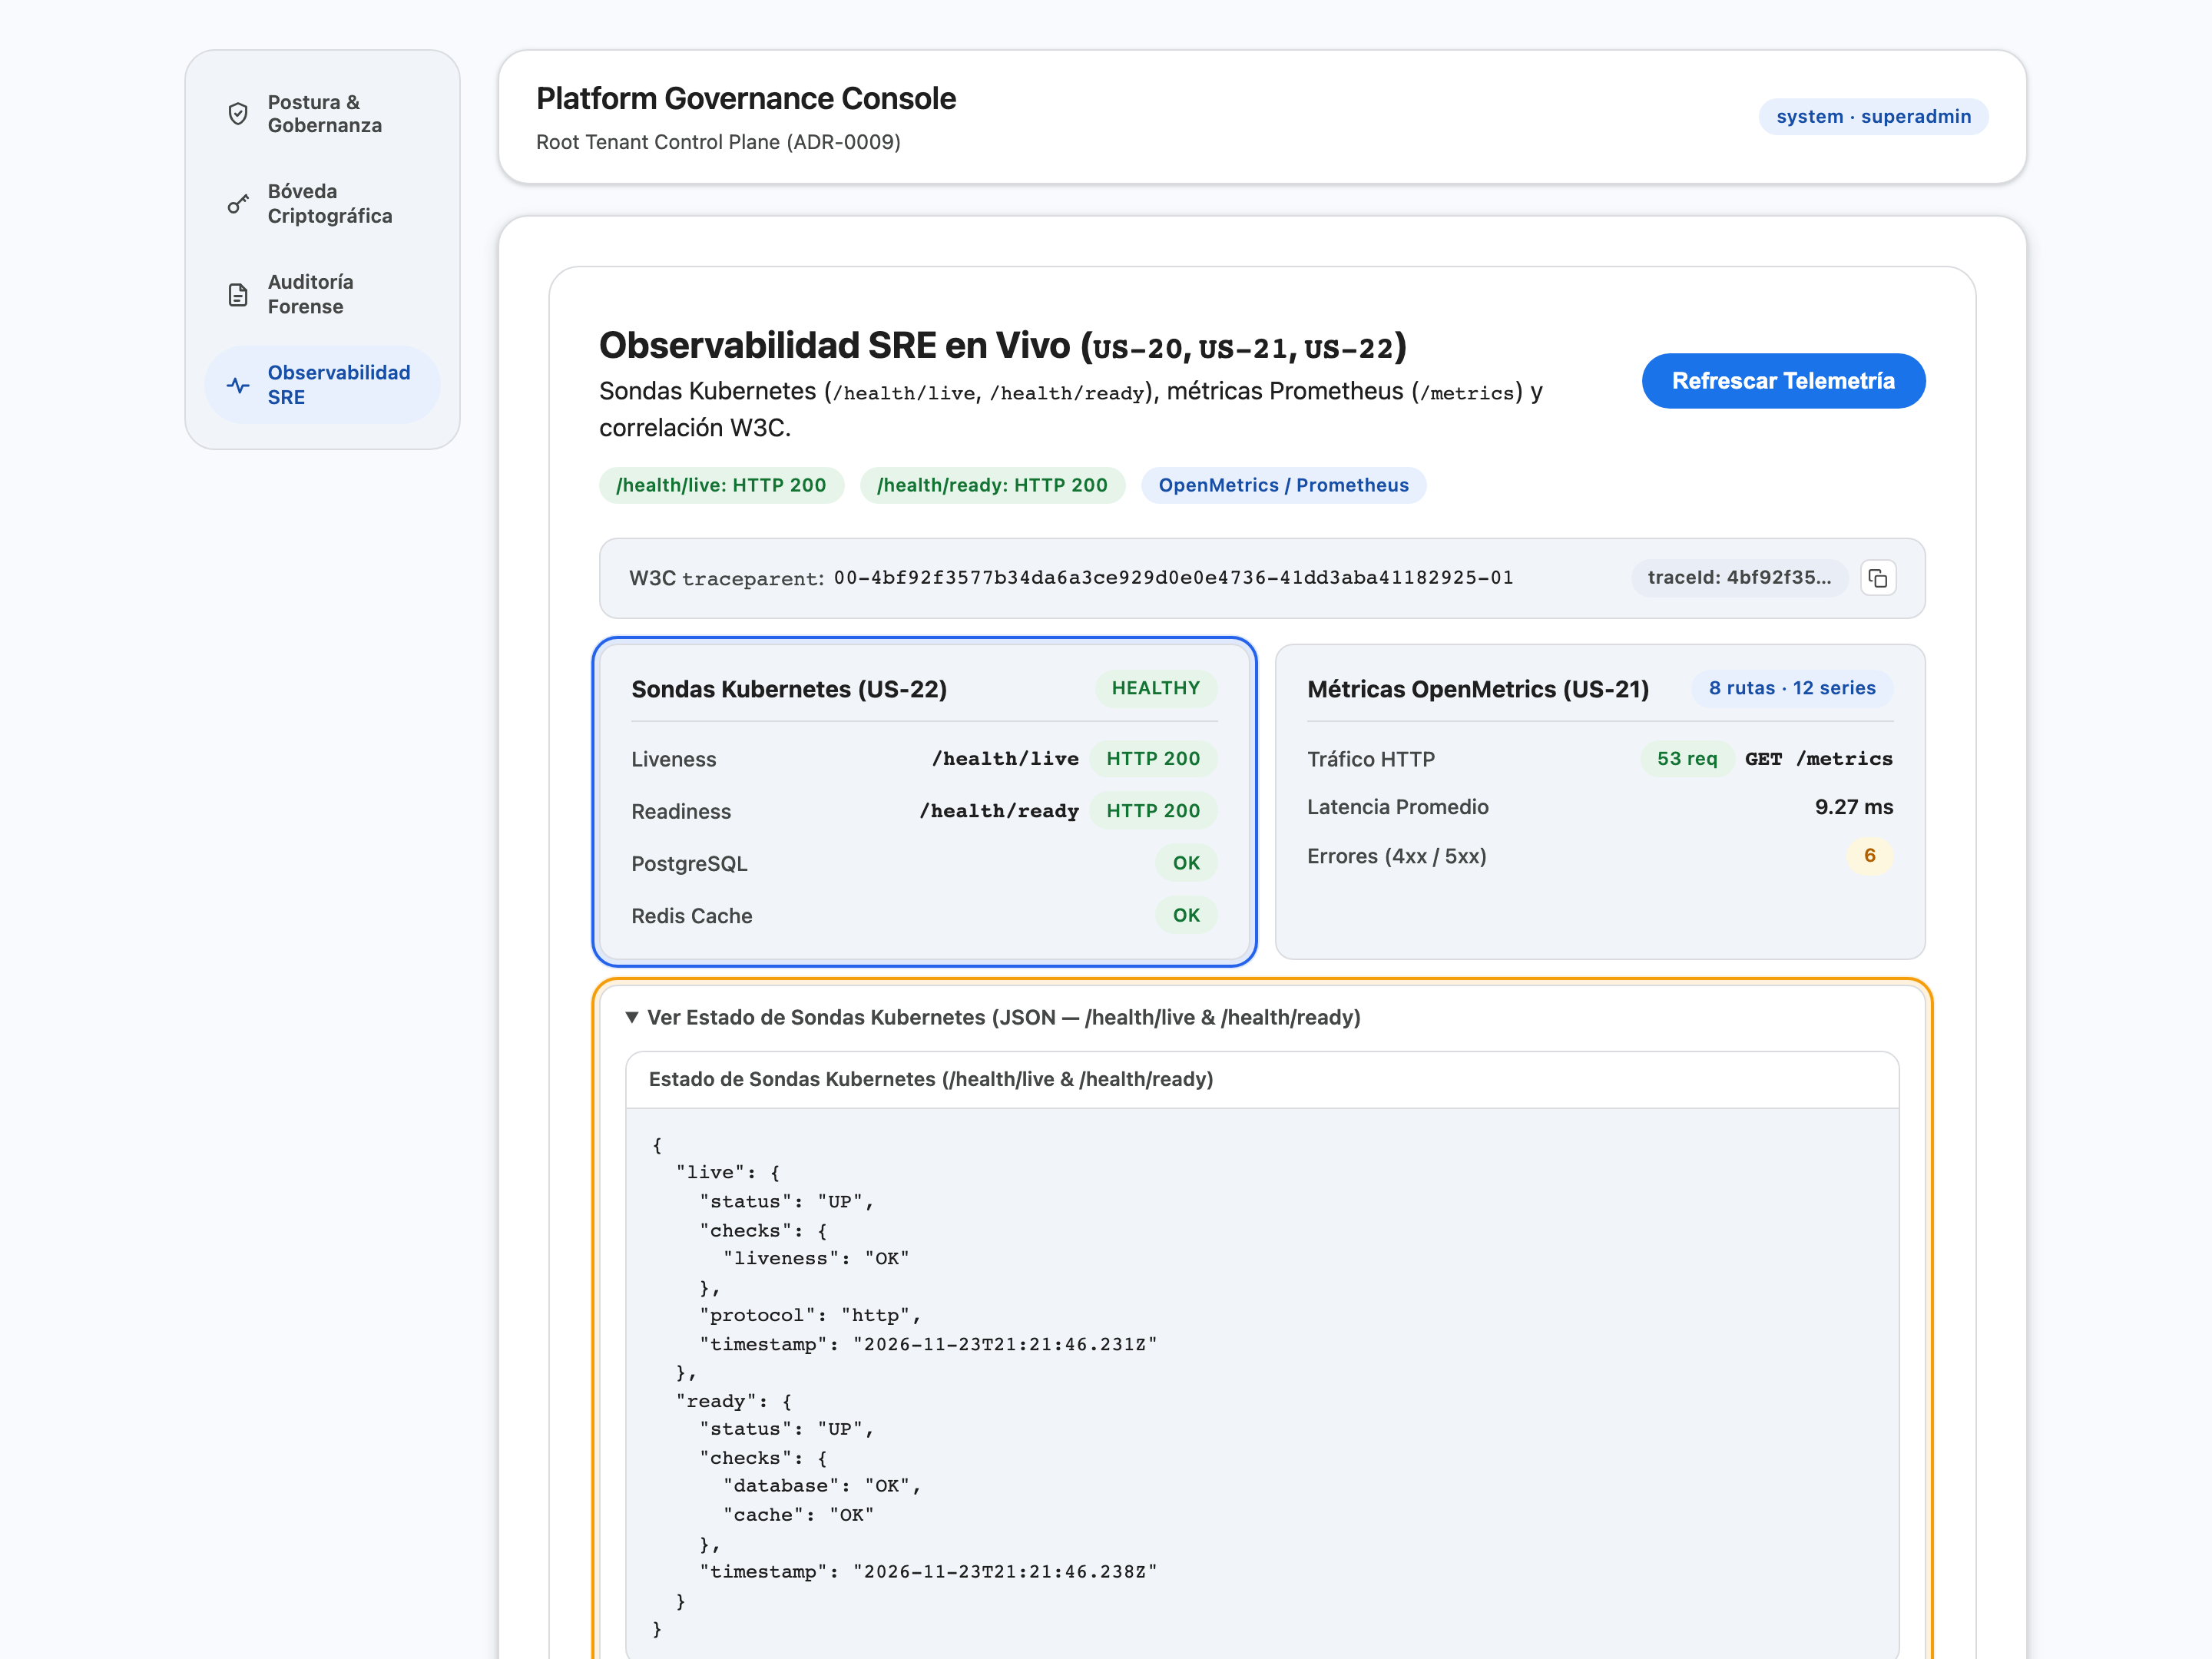 Postura &
Gobernanza
Bóveda
Criptográfica
Auditoría
Forense
Observabilidad
SRE
Platform Governance Console
Root Tenant Control Plane (ADR-0009)
system · superadmin
Observabilidad SRE en Vivo (US-20, US-21, US-22)
Sondas Kubernetes (/health/live, /health/ready), métricas Prometheus (/metrics) y
correlación W3C.
Refrescar Telemetría
/health/live: HTTP 200
/health/ready: HTTP 200
OpenMetrics / Prometheus
W3C traceparent: 00-4bf92f3577b34da6a3ce929d0e0e4736-41dd3aba41182925-01
traceId: 4bf92f35...
Sondas Kubernetes (US-22) HEALTHY
Liveness /health/live HTTP 200
Readiness /health/ready HTTP 200
PostgreSQL OK
Redis Cache OK
Métricas OpenMetrics (US-21) 8 rutas · 12 series
Tráfico HTTP 53 req GET /metrics
Latencia Promedio 9.27 ms
Errores (4xx / 5xx) 6
▼ Ver Estado de Sondas Kubernetes (JSON — /health/live & /health/ready)
Estado de Sondas Kubernetes (/health/live & /health/ready)
{
  "live": {
    "status": "UP",
    "checks": {
      "liveness": "OK"
    },
    "protocol": "http",
    "timestamp": "2026-11-23T21:21:46.231Z"
  },
  "ready": {
    "status": "UP",
    "checks": {
      "database": "OK",
      "cache": "OK"
    },
    "timestamp": "2026-11-23T21:21:46.238Z"
  }
}